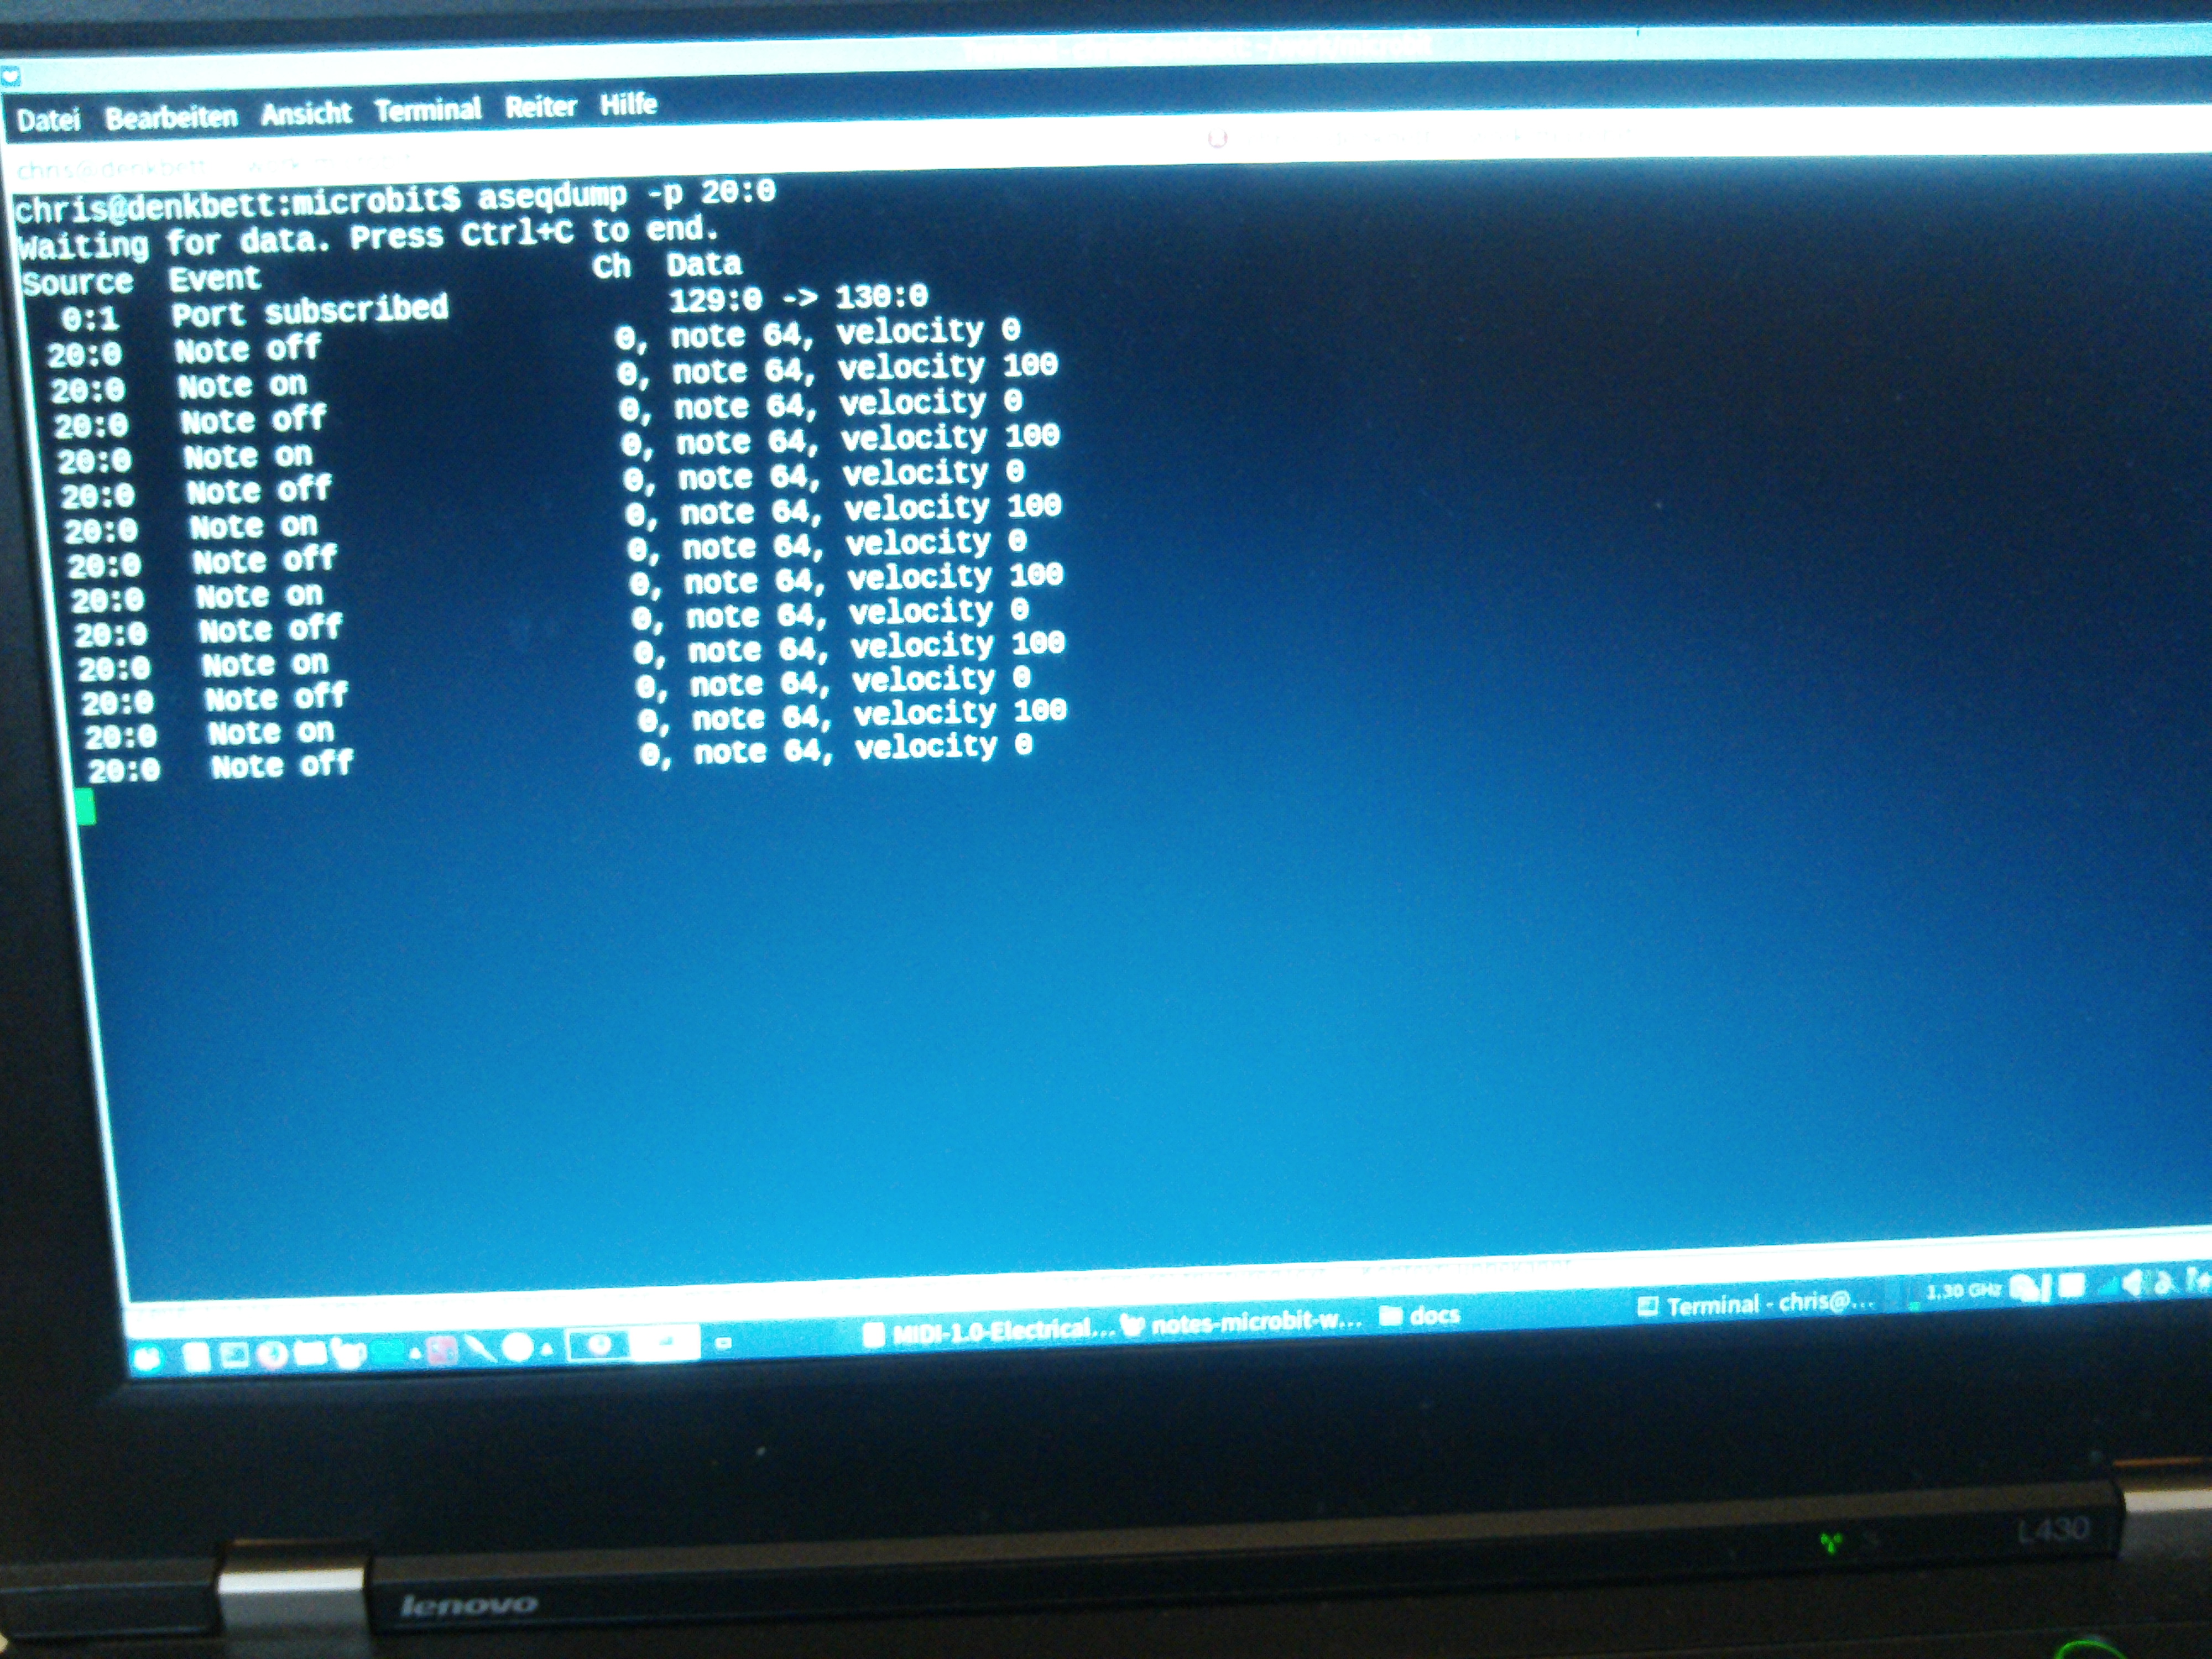 Datei Bearbeiten Ansicht Terminal Reiter Hilfe
chris@denkbett:microbit$ aseqdump -p 20:0
Waiting for data. Press Ctrl+C to end.
Source Event Ch Data
0:1 Port subscribed 129:0 -> 130:0
20:0 Note off 0, note 64, velocity 0
20:0 Note on 0, note 64, velocity 100
20:0 Note off 0, note 64, velocity 0
20:0 Note on 0, note 64, velocity 100
20:0 Note off 0, note 64, velocity 0
20:0 Note on 0, note 64, velocity 100
20:0 Note off 0, note 64, velocity 0
20:0 Note on 0, note 64, velocity 100
20:0 Note off 0, note 64, velocity 0
20:0 Note on 0, note 64, velocity 100
20:0 Note off 0, note 64, velocity 0
20:0 Note on 0, note 64, velocity 100
20:0 Note off 0, note 64, velocity 0
MIDI-1.0-Electrical... notes-microbit-w... docs Terminal - chris@... 1.30 GHz
L430
lenovo